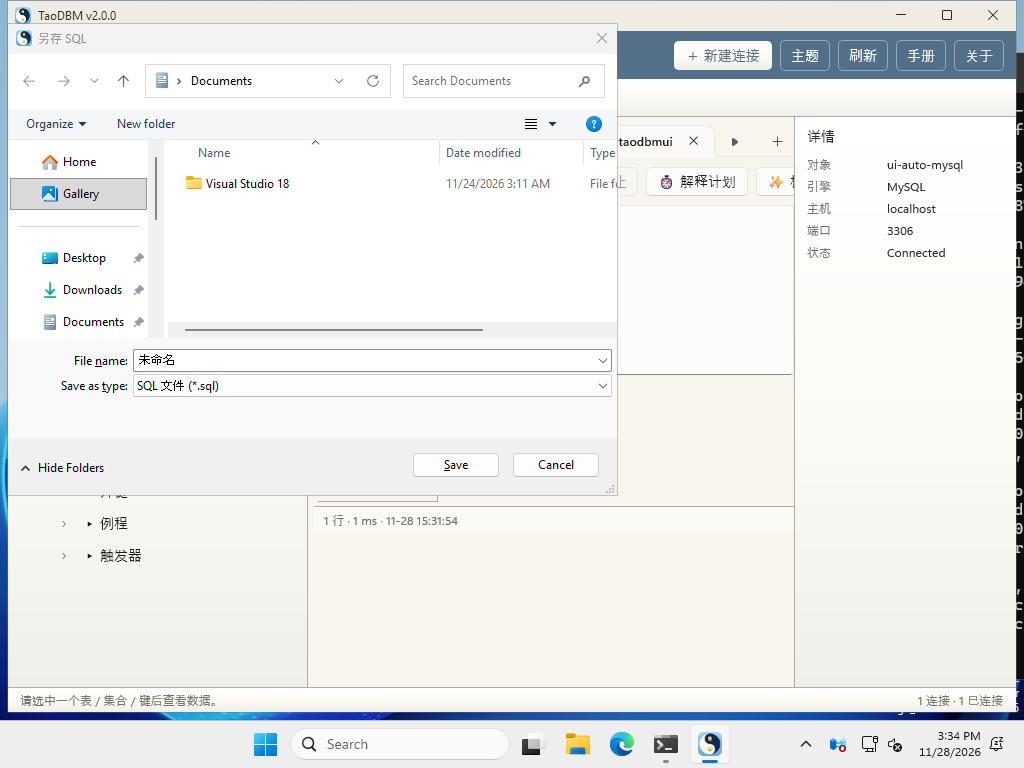 TaoDBM v2.0.0
另存 SQL
Documents
Search Documents
Organize
New folder
Name
Date modified
Type
Home
Gallery
Desktop
Downloads
Documents
Visual Studio 18
11/24/2026 3:11 AM
File f
File name: 未命名
Save as type: SQL 文件 (*.sql)
Hide Folders
Save
Cancel
+ 新建连接
主题
刷新
手册
关于
taodbmui
止
解释计划
详情
对象 ui-auto-mysql
引擎 MySQL
主机 localhost
端口 3306
状态 Connected
例程
触发器
1 行 · 1 ms · 11-28 15:31:54
请选中一个表 / 集合 / 键后查看数据。
1 连接 · 1 已连接
Search
3:34 PM
11/28/2026